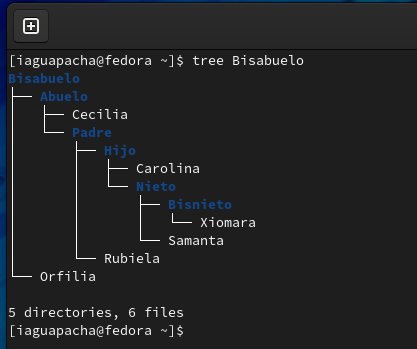 [iaguapacha@fedora ~]$ tree Bisabuelo
Bisabuelo
├── Abuelo
│   ├── Cecilia
│   └── Padre
│       ├── Hijo
│       │   ├── Carolina
│       │   └── Nieto
│       │       ├── Bisnieto
│       │       │   └── Xiomara
│       │       └── Samanta
│       └── Rubiela
└── Orfilia

5 directories, 6 files
[iaguapacha@fedora ~]$